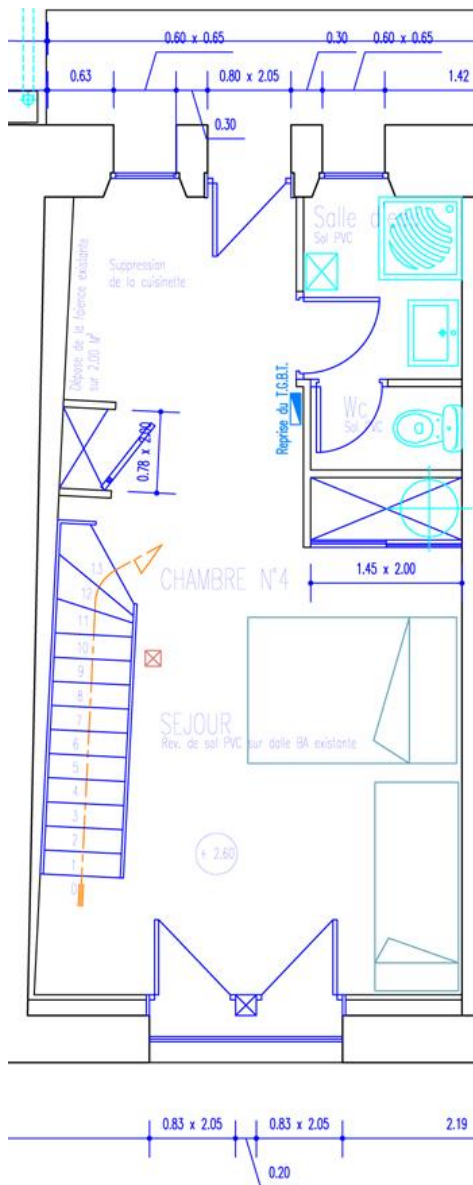 0.60 x 0.65
0.30
0.60 x 0.65
0.63
0.80 x 2.05
1.42
0.30
Salle d'eau
Sol PVC
Suppression
de la cuisinette
Dépose de la faience existante
sur 2,00 M²
Reprise du T.G.B.T.
Wc
Sol PVC
0.78 x 2.00
1.45 x 2.00
CHAMBRE N°4
13
12
11
10
9
8
7
6
5
4
3
2
1
0
SEJOUR
Rev. de sol PVC sur dalle BA existante
+ 2,60
0.83 x 2.05
0.83 x 2.05
2.19
0.20